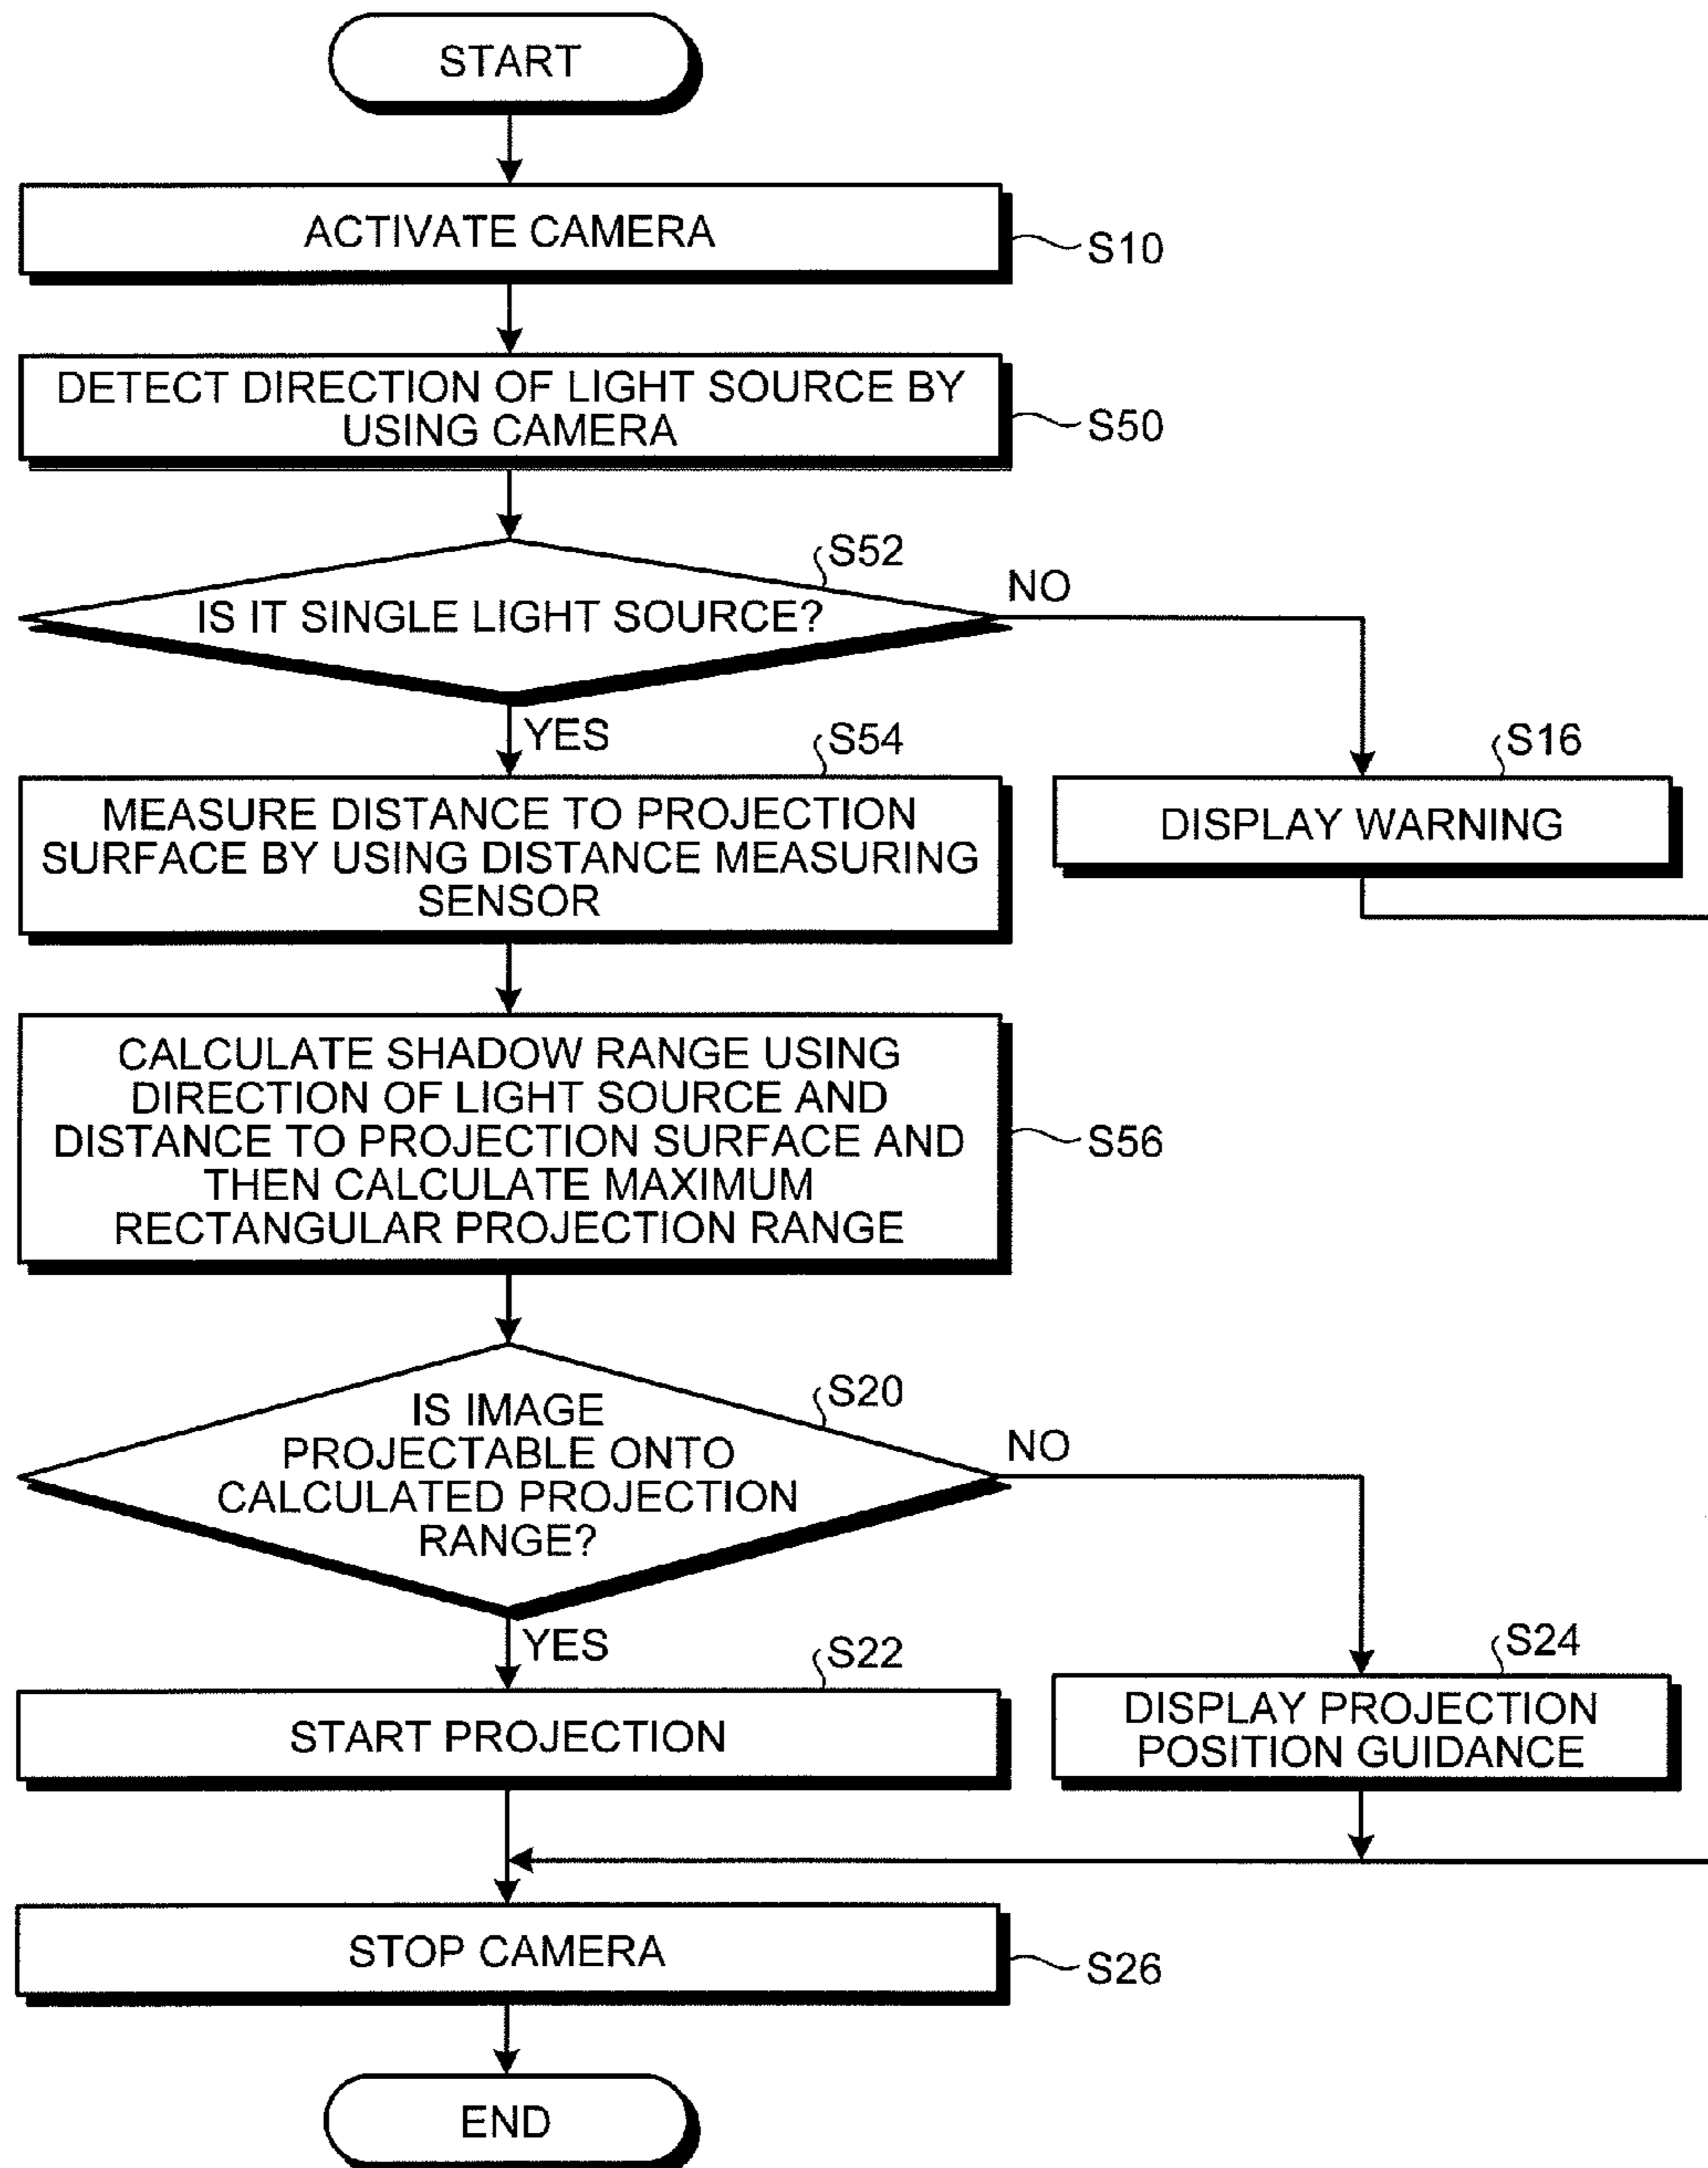 START
ACTIVATE CAMERA
S10
DETECT DIRECTION OF LIGHT SOURCE BY
USING CAMERA
S50
S52
IS IT SINGLE LIGHT SOURCE?
NO
YES
S54
MEASURE DISTANCE TO PROJECTION
SURFACE BY USING DISTANCE MEASURING
SENSOR
S16
DISPLAY WARNING
CALCULATE SHADOW RANGE USING
DIRECTION OF LIGHT SOURCE AND
DISTANCE TO PROJECTION SURFACE AND
THEN CALCULATE MAXIMUM
RECTANGULAR PROJECTION RANGE
S56
S20
IS IMAGE
PROJECTABLE ONTO
CALCULATED PROJECTION
RANGE?
NO
YES
S22
START PROJECTION
S24
DISPLAY PROJECTION
POSITION GUIDANCE
STOP CAMERA
S26
END